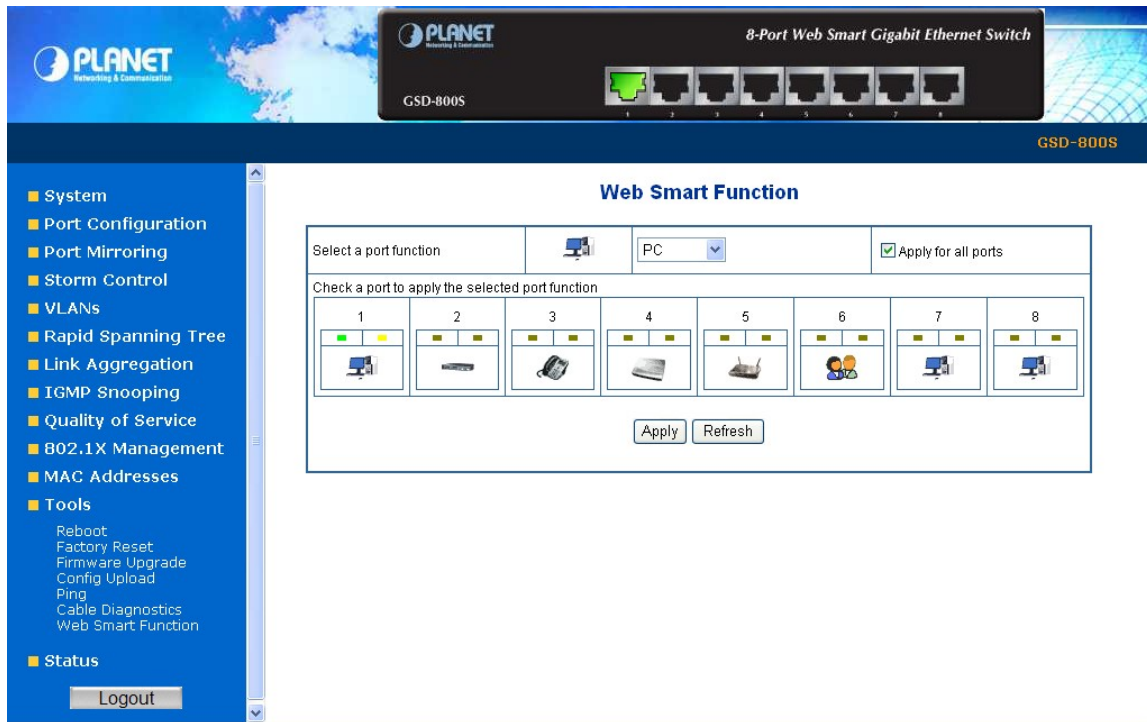 PLANET
Networking & Communication
PLANET
Networking & Communication
8-Port Web Smart Gigabit Ethernet Switch
GSD-800S
1 2 3 4 5 6 7 8
GSD-800S
System
Port Configuration
Port Mirroring
Storm Control
VLANs
Rapid Spanning Tree
Link Aggregation
IGMP Snooping
Quality of Service
802.1X Management
MAC Addresses
Tools
Reboot
Factory Reset
Firmware Upgrade
Config Upload
Ping
Cable Diagnostics
Web Smart Function
Status
Logout
Web Smart Function
Select a port function
PC
Apply for all ports
Check a port to apply the selected port function
1 2 3 4 5 6 7 8
Apply Refresh